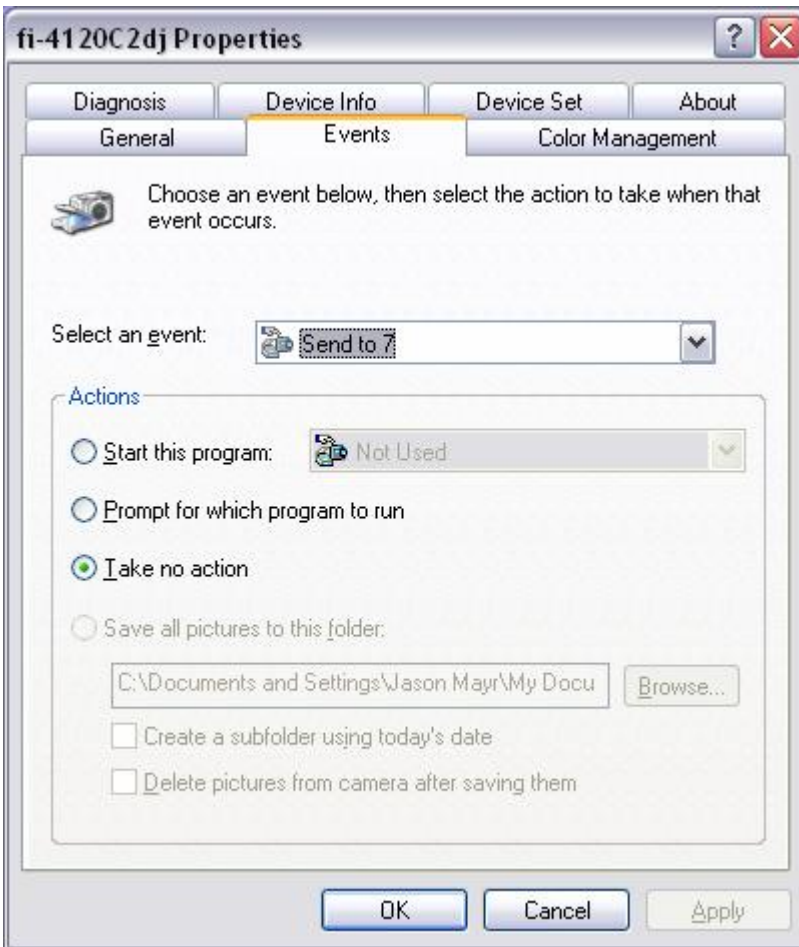 fi-4120C2dj Properties
Diagnosis Device Info Device Set About
General Events Color Management
Choose an event below, then select the action to take when that
event occurs.
Select an event: Send to 7
Actions
Start this program: Not Used
Prompt for which program to run
Take no action
Save all pictures to this folder:
C:\Documents and Settings\Jason Mayr\My Docu Browse...
Create a subfolder using today's date
Delete pictures from camera after saving them
OK Cancel Apply